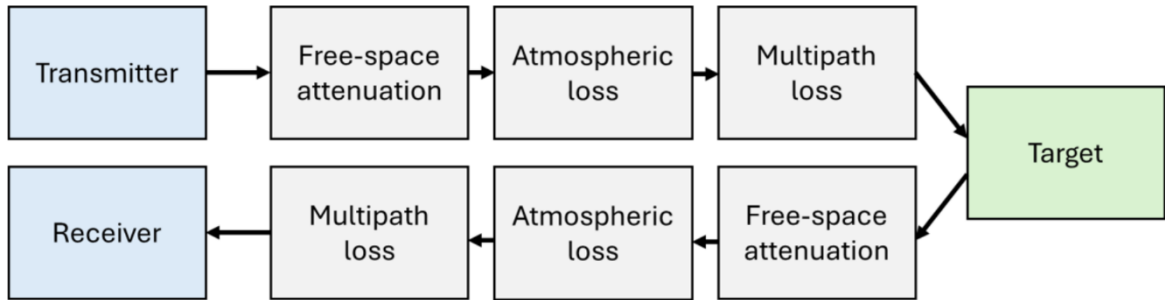 Transmitter
Free-space
attenuation
Atmospheric
loss
Multipath
loss
Target
Receiver
Multipath
loss
Atmospheric
loss
Free-space
attenuation